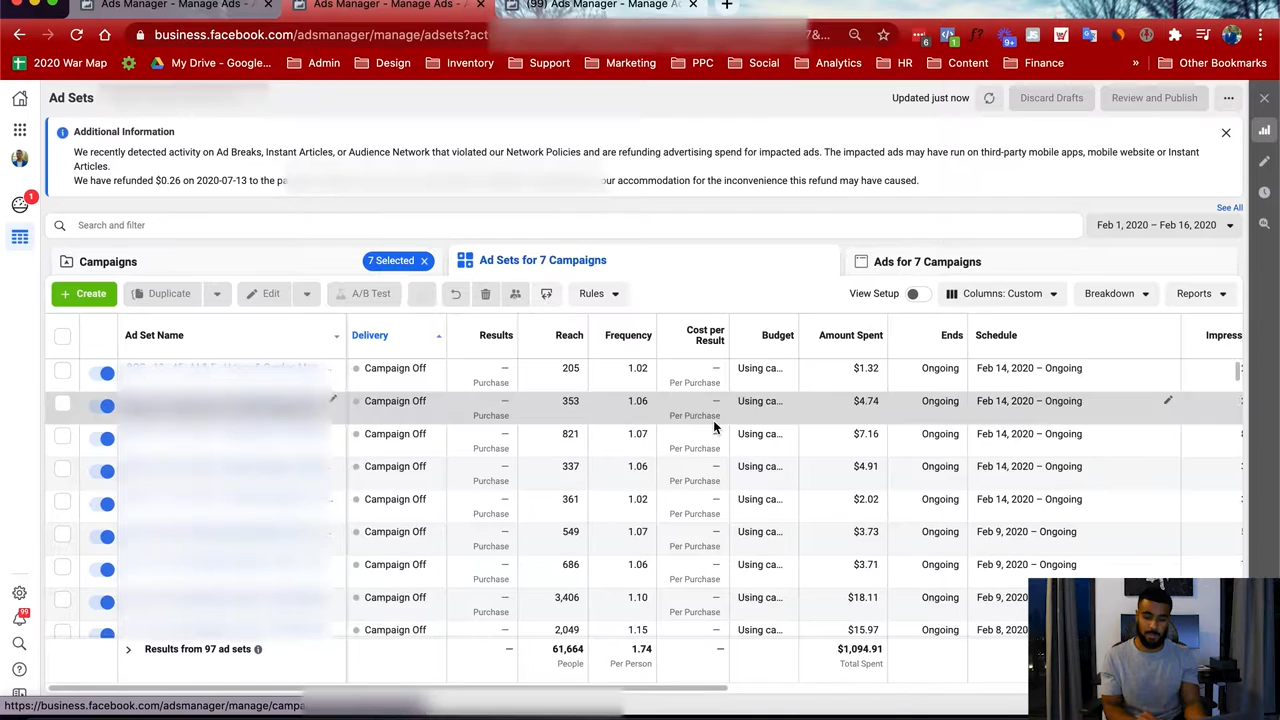 Ads Manager - Manage Ads -
Ads Manager - Manage Ads -
(99) Ads Manager - Manage Ad
business.facebook.com/adsmanager/manage/adsets?act
7&...
6
1
9+
2020 War Map
My Drive - Google...
Admin
Design
Inventory
Support
Marketing
PPC
Social
Analytics
HR
Content
Finance
»
Other Bookmarks
Ad Sets
Updated just now
Discard Drafts
Review and Publish
Additional Information
We recently detected activity on Ad Breaks, Instant Articles, or Audience Network that violated our Network Policies and are refunding advertising spend for impacted ads. The impacted ads may have run on third-party mobile apps, mobile website or Instant
Articles.
We have refunded $0.26 on 2020-07-13 to the
our accommodation for the inconvenience this refund may have caused.
1
See All
Search and filter
Feb 1, 2020 – Feb 16, 2020
Campaigns
7 Selected
Ad Sets for 7 Campaigns
Ads for 7 Campaigns
+ Create
Duplicate
Edit
A/B Test
Rules
View Setup
Columns: Custom
Breakdown
Reports
Ad Set Name
Delivery
Results
Reach
Frequency
Cost per
Result
Budget
Amount Spent
Ends
Schedule
Impress
Campaign Off — 205 1.02 — Using ca... $1.32 Ongoing Feb 14, 2020 – Ongoing
Purchase Per Purchase
Campaign Off — 353 1.06 — Using ca... $4.74 Ongoing Feb 14, 2020 – Ongoing
Purchase Per Purchase
Campaign Off — 821 1.07 — Using ca... $7.16 Ongoing Feb 14, 2020 – Ongoing
Purchase Per Purchase
Campaign Off — 337 1.06 — Using ca... $4.91 Ongoing Feb 14, 2020 – Ongoing
Purchase Per Purchase
Campaign Off — 361 1.02 — Using ca... $2.02 Ongoing Feb 14, 2020 – Ongoing
Purchase Per Purchase
Campaign Off — 549 1.07 — Using ca... $3.73 Ongoing Feb 9, 2020 – Ongoing
Purchase Per Purchase
Campaign Off — 686 1.06 — Using ca... $3.71 Ongoing Feb 9, 2020 – Ongoing
Purchase Per Purchase
Campaign Off — 3,406 1.10 — Using ca... $18.11 Ongoing Feb 9, 2020
Purchase Per Purchase
Campaign Off — 2,049 1.15 — Using ca... $15.97 Ongoing Feb 8, 2020
99
Results from 97 ad sets — 61,664 1.74 — $1,094.91
People Per Person Total Spent
https://business.facebook.com/adsmanager/manage/campa